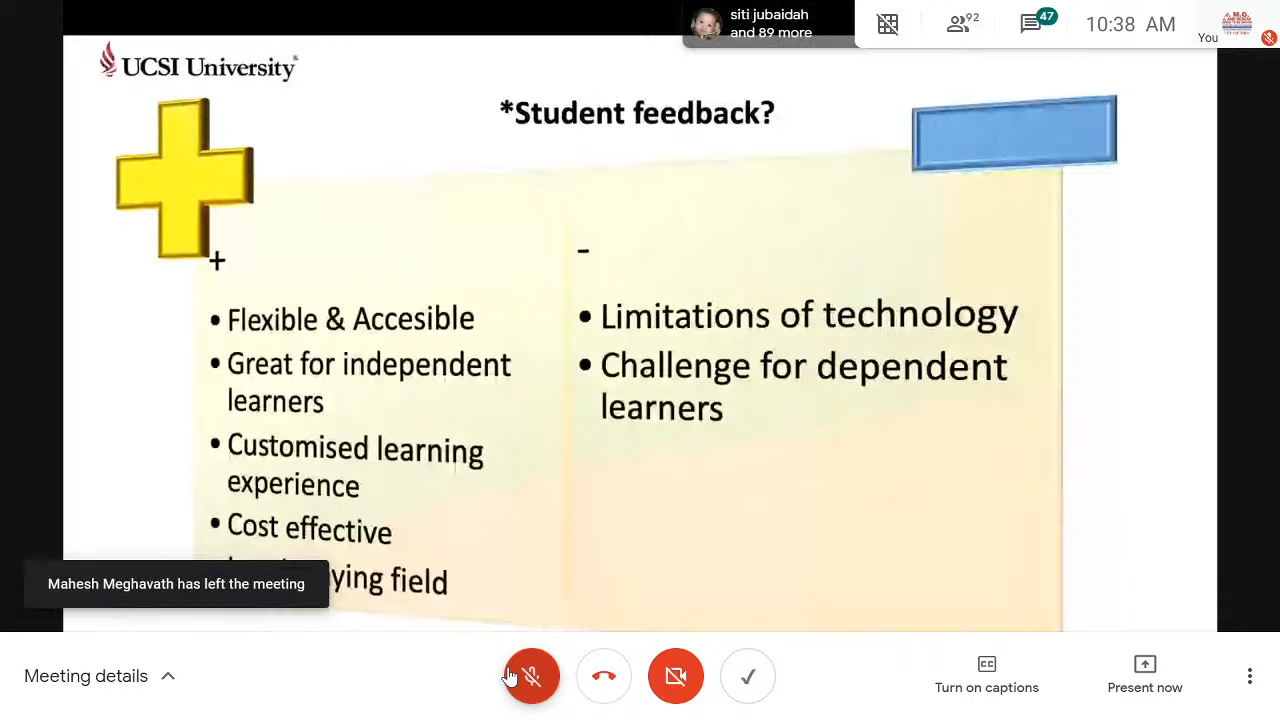 siti jubaidah
and 89 more
92
47
10:38 AM
You
UCSI University
*Student feedback?
+
• Flexible & Accesible
• Great for independent
learners
• Customised learning
experience
• Cost effective
ying field
-
• Limitations of technology
• Challenge for dependent
learners
Mahesh Meghavath has left the meeting
Meeting details
Turn on captions
Present now